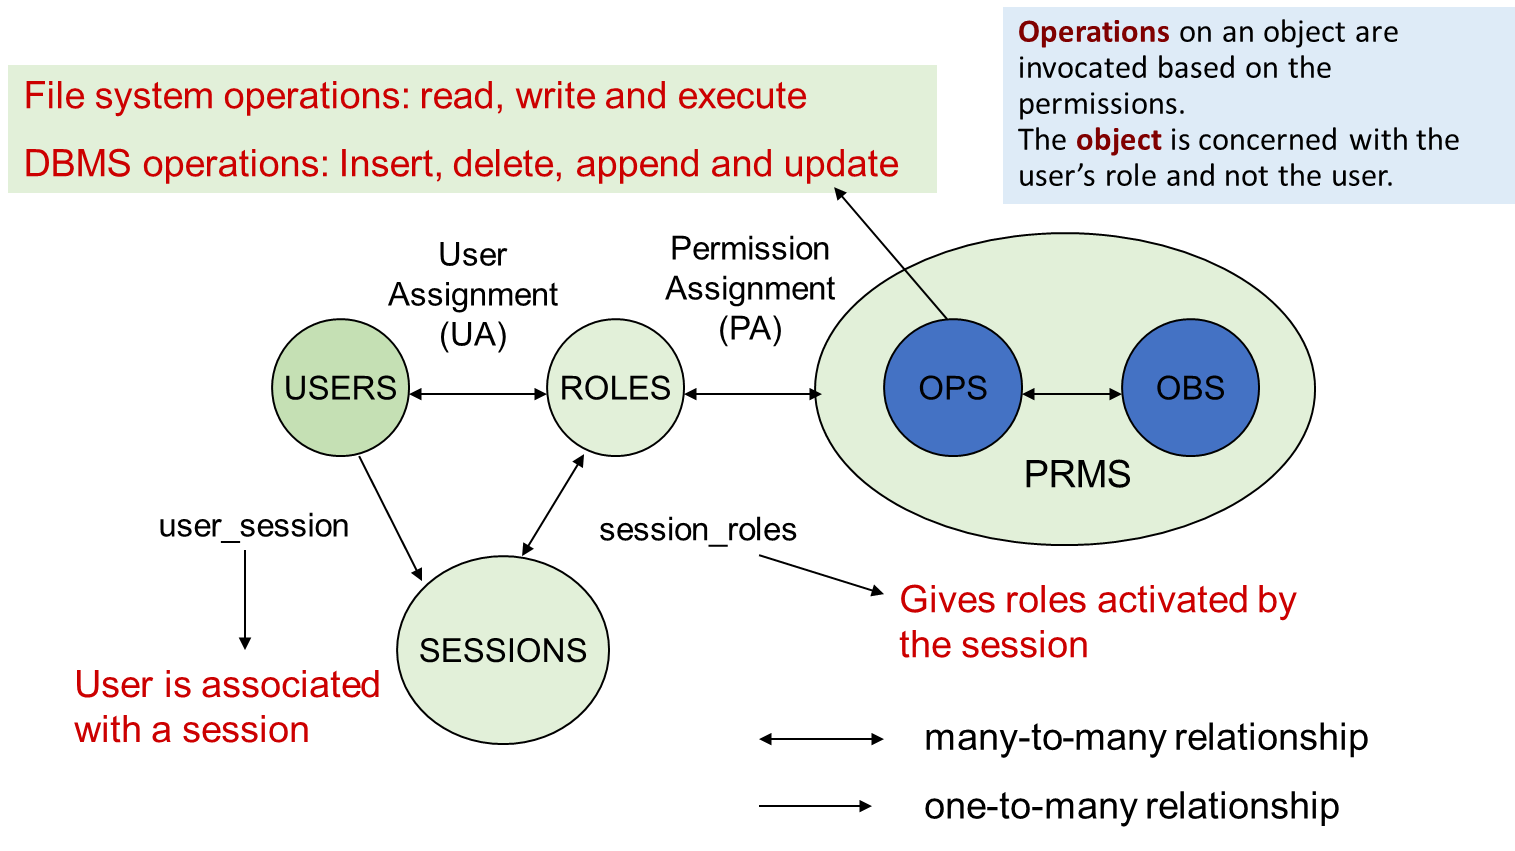 Operations on an object are
invocated based on the
permissions.
The object is concerned with the
user’s role and not the user.
File system operations: read, write and execute
DBMS operations: Insert, delete, append and update
User
Assignment
(UA)
Permission
Assignment
(PA)
USERS
ROLES
OPS
OBS
PRMS
user_session
session_roles
SESSIONS
Gives roles activated by
the session
User is associated
with a session
many-to-many relationship
one-to-many relationship